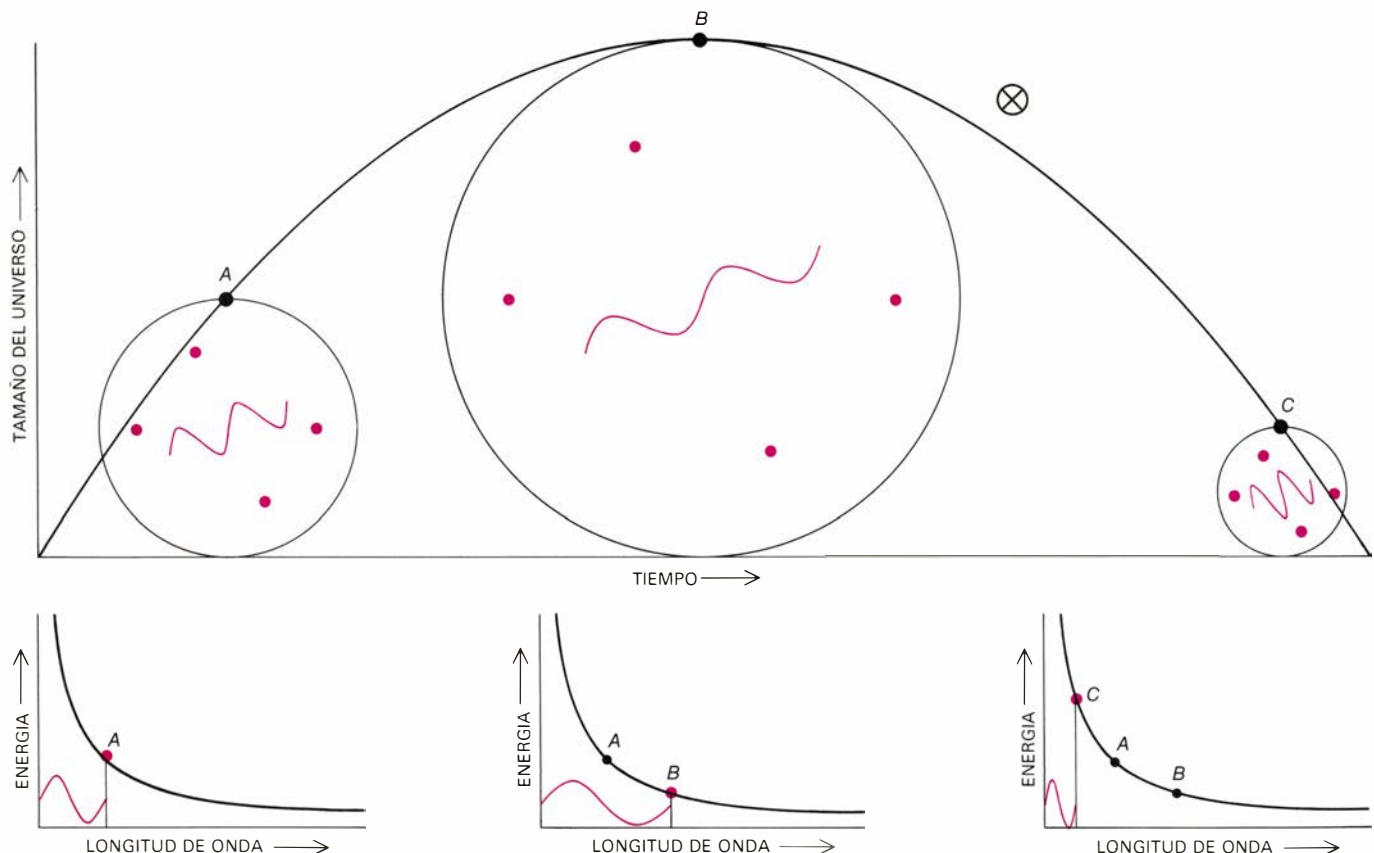 B
A
C
TAMAÑO DEL UNIVERSO
TIEMPO
ENERGIA
A
LONGITUD DE ONDA
ENERGIA
A
B
LONGITUD DE ONDA
ENERGIA
C
A
B
LONGITUD DE ONDA